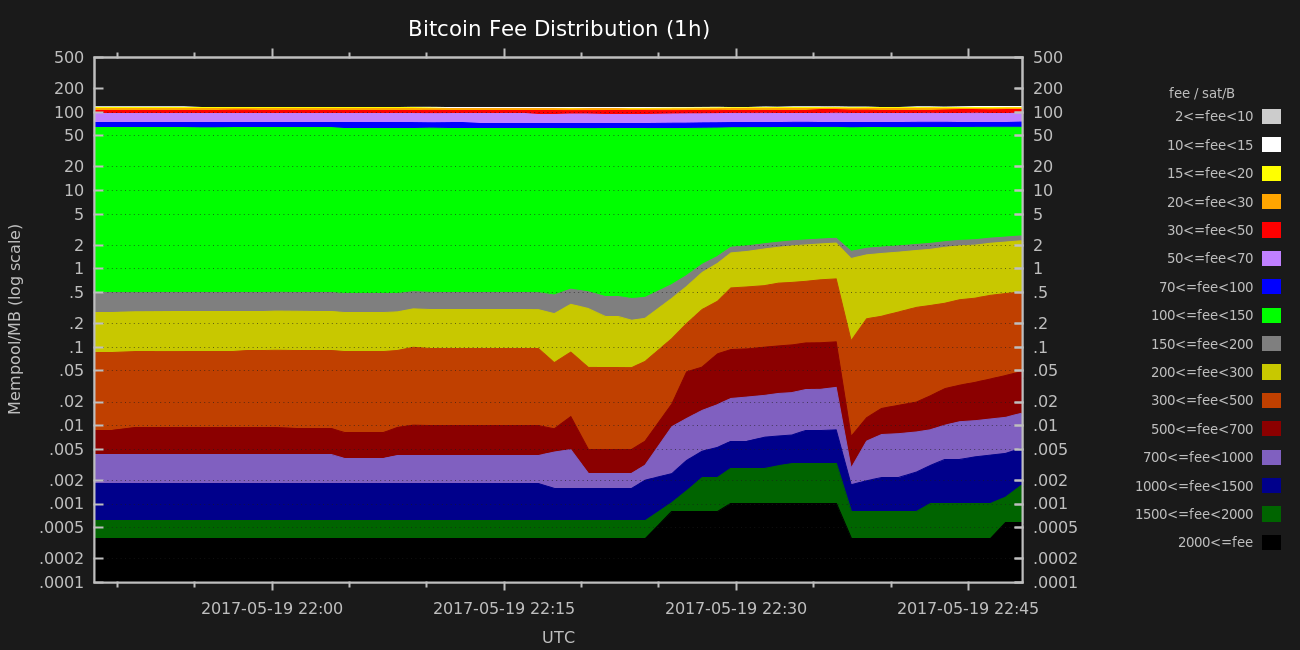 Bitcoin Fee Distribution (1h)
500
200
100
50
20
10
5
2
1
.5
.2
.1
.05
.02
.01
.005
.002
.001
.0005
.0002
.0001
Mempool/MB (log scale)
500
200
100
50
20
10
5
2
1
.5
.2
.1
.05
.02
.01
.005
.002
.001
.0005
.0002
.0001
2017-05-19 22:00
2017-05-19 22:15
2017-05-19 22:30
2017-05-19 22:45
UTC
fee / sat/B
2<=fee<10
10<=fee<15
15<=fee<20
20<=fee<30
30<=fee<50
50<=fee<70
70<=fee<100
100<=fee<150
150<=fee<200
200<=fee<300
300<=fee<500
500<=fee<700
700<=fee<1000
1000<=fee<1500
1500<=fee<2000
2000<=fee